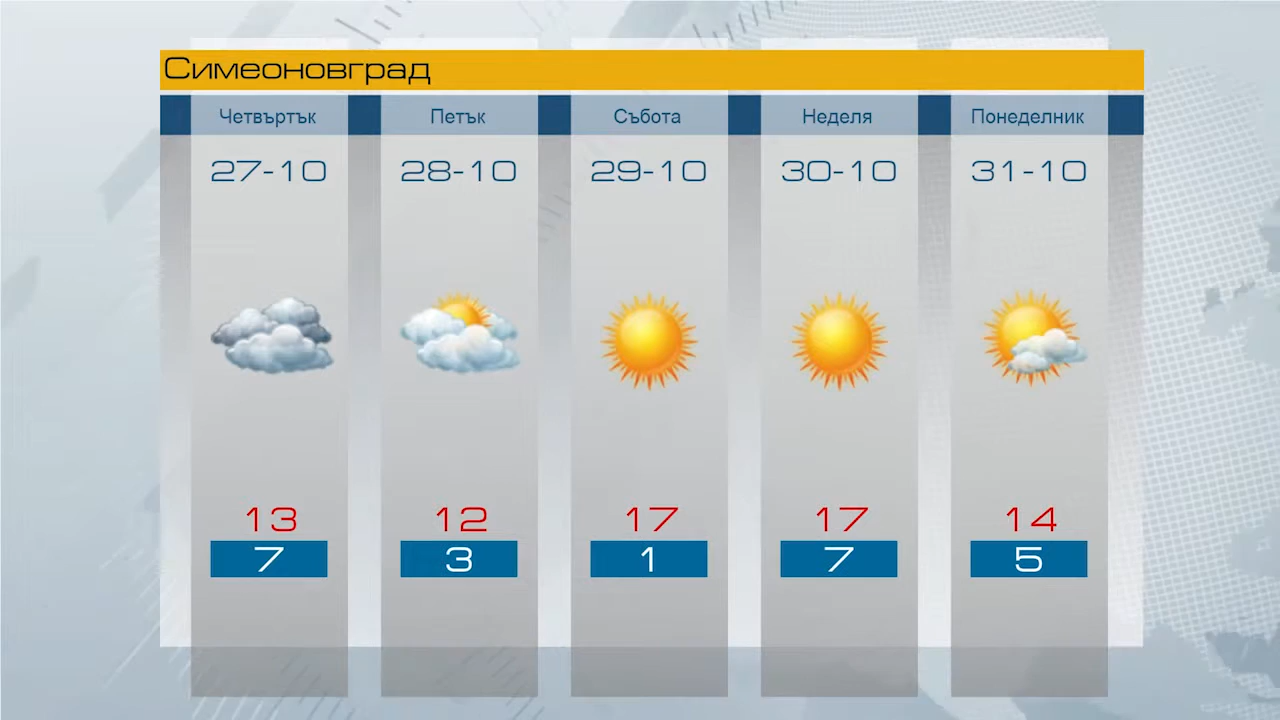 Симеоновград
Четвъртък Петък Събота Неделя Понеделник
27-10 28-10 29-10 30-10 31-10
13 12 17 17 14
7 3 1 7 5